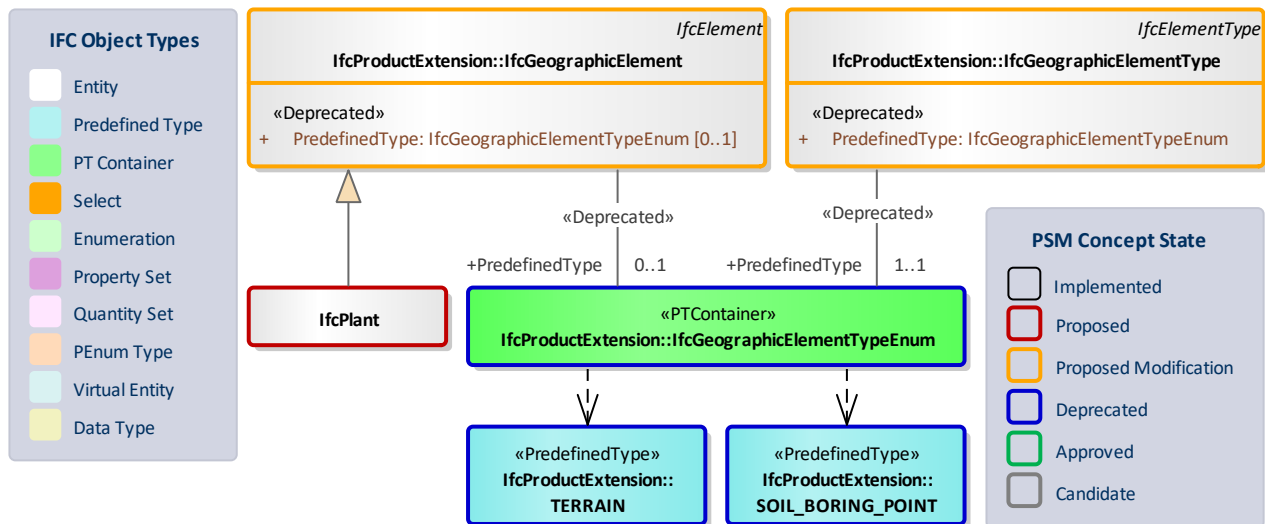 IFC Object Types
Entity
Predefined Type
PT Container
Select
Enumeration
Property Set
Quantity Set
PEnum Type
Virtual Entity
Data Type
IfcElement
IfcProductExtension::IfcGeographicElement
«Deprecated»
+ PredefinedType: IfcGeographicElementTypeEnum [0..1]
IfcElementType
IfcProductExtension::IfcGeographicElementType
«Deprecated»
+ PredefinedType: IfcGeographicElementTypeEnum
«Deprecated»
+PredefinedType 0..1
«Deprecated»
+PredefinedType 1..1
IfcPlant
«PTContainer»
IfcProductExtension::IfcGeographicElementTypeEnum
«PredefinedType»
IfcProductExtension::
TERRAIN
«PredefinedType»
IfcProductExtension::
SOIL_BORING_POINT
PSM Concept State
Implemented
Proposed
Proposed Modification
Deprecated
Approved
Candidate